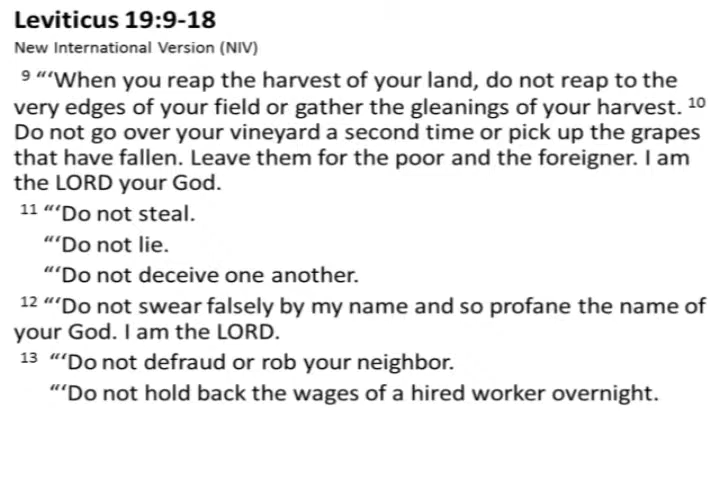 Leviticus 19:9-18
New International Version (NIV)
9 “‘When you reap the harvest of your land, do not reap to the
very edges of your field or gather the gleanings of your harvest. 10
Do not go over your vineyard a second time or pick up the grapes
that have fallen. Leave them for the poor and the foreigner. I am
the LORD your God.
11 “‘Do not steal.
“‘Do not lie.
“‘Do not deceive one another.
12 “‘Do not swear falsely by my name and so profane the name of
your God. I am the LORD.
13 “‘Do not defraud or rob your neighbor.
“‘Do not hold back the wages of a hired worker overnight.